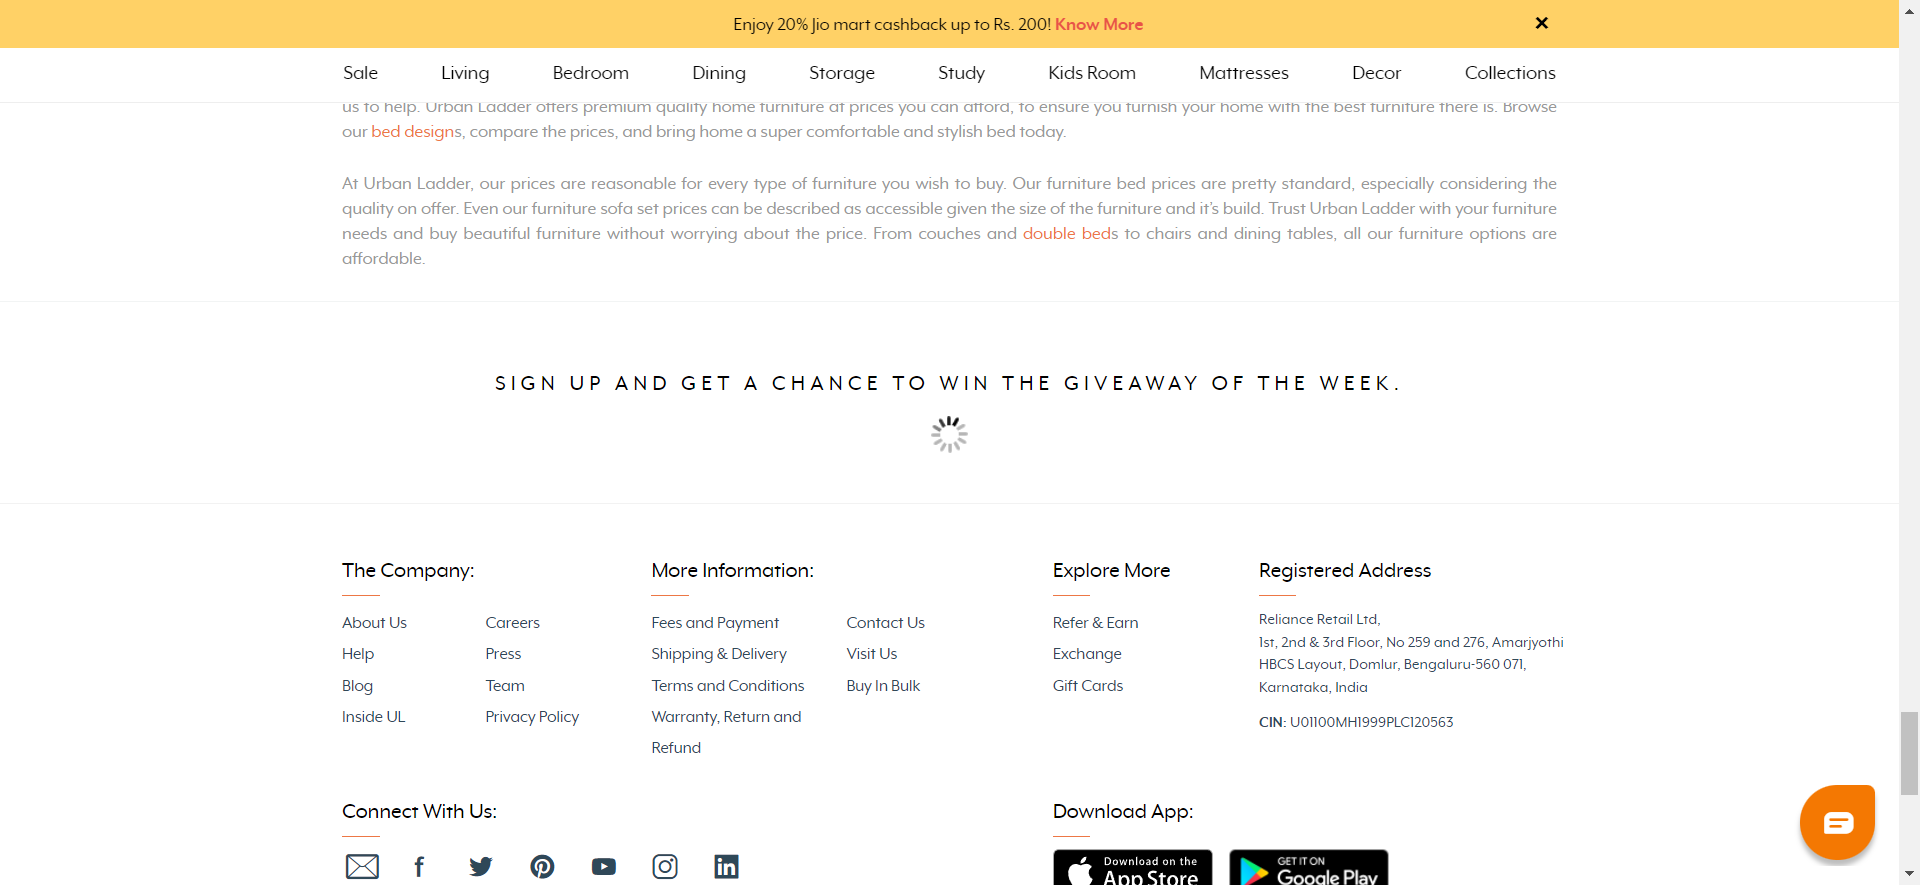 Enjoy 20% Jio mart cashback up to Rs. 200! Know More
Sale Living Bedroom Dining Storage Study Kids Room Mattresses Decor Collections
us to help. Urban Ladder offers premium quality home furniture at prices you can afford, to ensure you furnish your home with the best furniture there is. Browse
our bed designs, compare the prices, and bring home a super comfortable and stylish bed today.
At Urban Ladder, our prices are reasonable for every type of furniture you wish to buy. Our furniture bed prices are pretty standard, especially considering the
quality on offer. Even our furniture sofa set prices can be described as accessible given the size of the furniture and it's build. Trust Urban Ladder with your furniture
needs and buy beautiful furniture without worrying about the price. From couches and double beds to chairs and dining tables, all our furniture options are
affordable.
SIGN UP AND GET A CHANCE TO WIN THE GIVEAWAY OF THE WEEK.
The Company:
About Us
Help
Blog
Inside UL
Careers
Press
Team
Privacy Policy
More Information:
Fees and Payment
Shipping & Delivery
Terms and Conditions
Warranty, Return and
Refund
Contact Us
Visit Us
Buy In Bulk
Explore More
Refer & Earn
Exchange
Gift Cards
Registered Address
Reliance Retail Ltd,
1st, 2nd & 3rd Floor, No 259 and 276, Amarjyothi
HBCS Layout, Domlur, Bengaluru-560 071,
Karnataka, India
CIN: U01100MH1999PLC120563
Connect With Us:
Download App:
Download on the
App Store
GET IT ON
Google Play